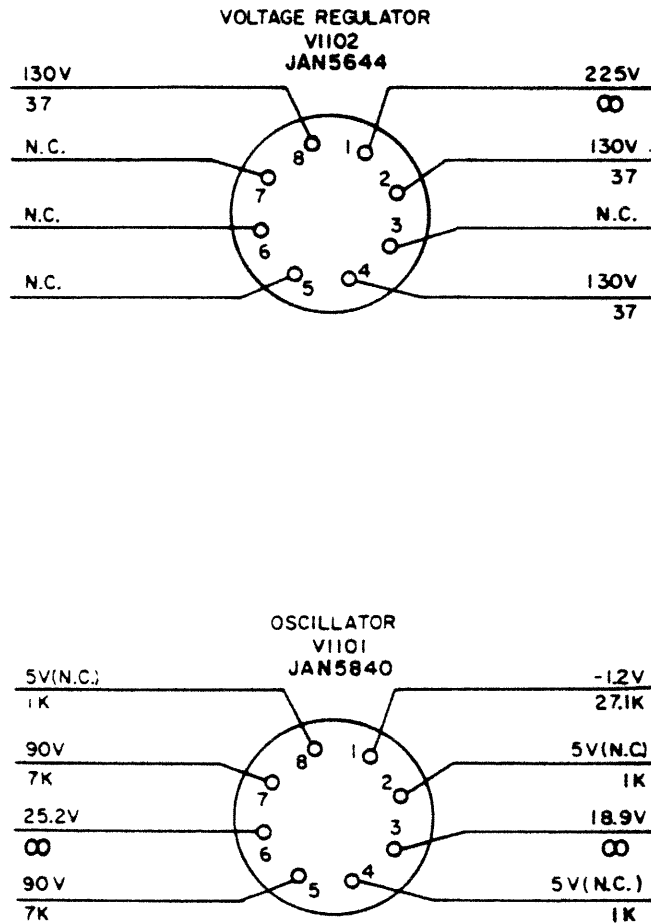 VOLTAGE REGULATOR
V1102
JAN5644
130V
37
225V
∞
8
1
N.C.
130V
37
7
2
N.C.
N.C.
6
3
N.C.
130V
37
5
4
OSCILLATOR
V1101
JAN5840
5V(N.C.)
1K
-1.2V
27.1K
8
1
90V
7K
5V(N.C)
1K
7
2
25.2V
∞
18.9V
∞
6
3
90V
7K
5V(N.C.)
1K
5
4